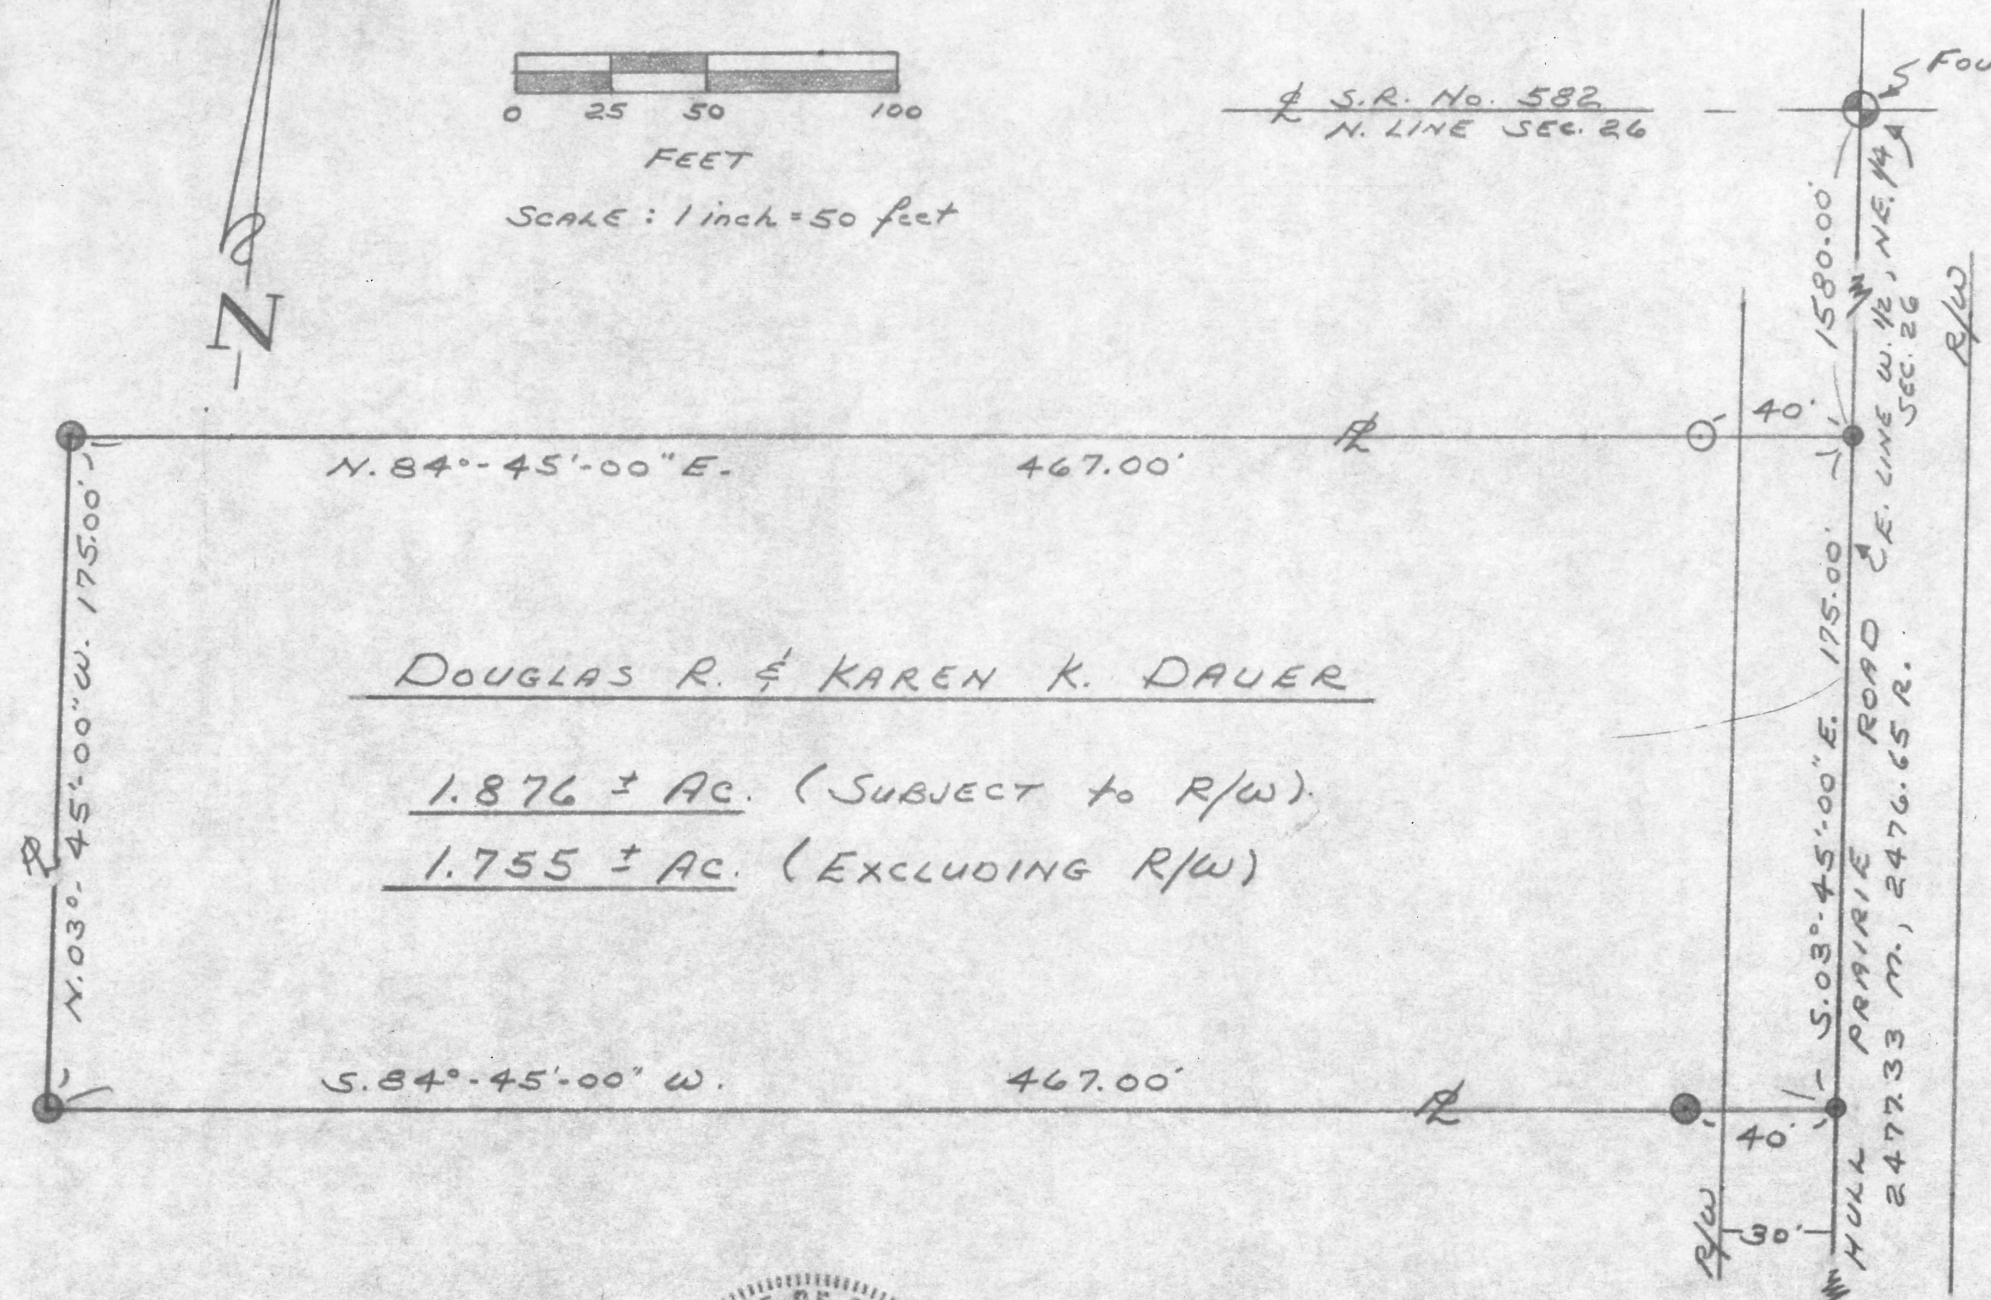 0 25 50 100
FEET
SCALE : 1 inch = 50 feet
N
℄ S.R. No. 582
N. LINE SEC. 26
1580.00'
E. LINE W. 1/2, NE. 1/4
SEC. 26
R/W
40'
N. 84°-45'-00" E. 467.00'
℄
N. 03°-45'-00" W. 175.00'
DOUGLAS R. & KAREN K. DAUER
1.876 ± AC. (SUBJECT to R/W)
1.755 ± AC. (EXCLUDING R/W)
S. 03°-45'-00" E. 175.00'
HULL PRAIRIE ROAD
2477.33 M., 2476.65 R.
S. 84°-45'-00" W. 467.00'
40'
R/W
30'